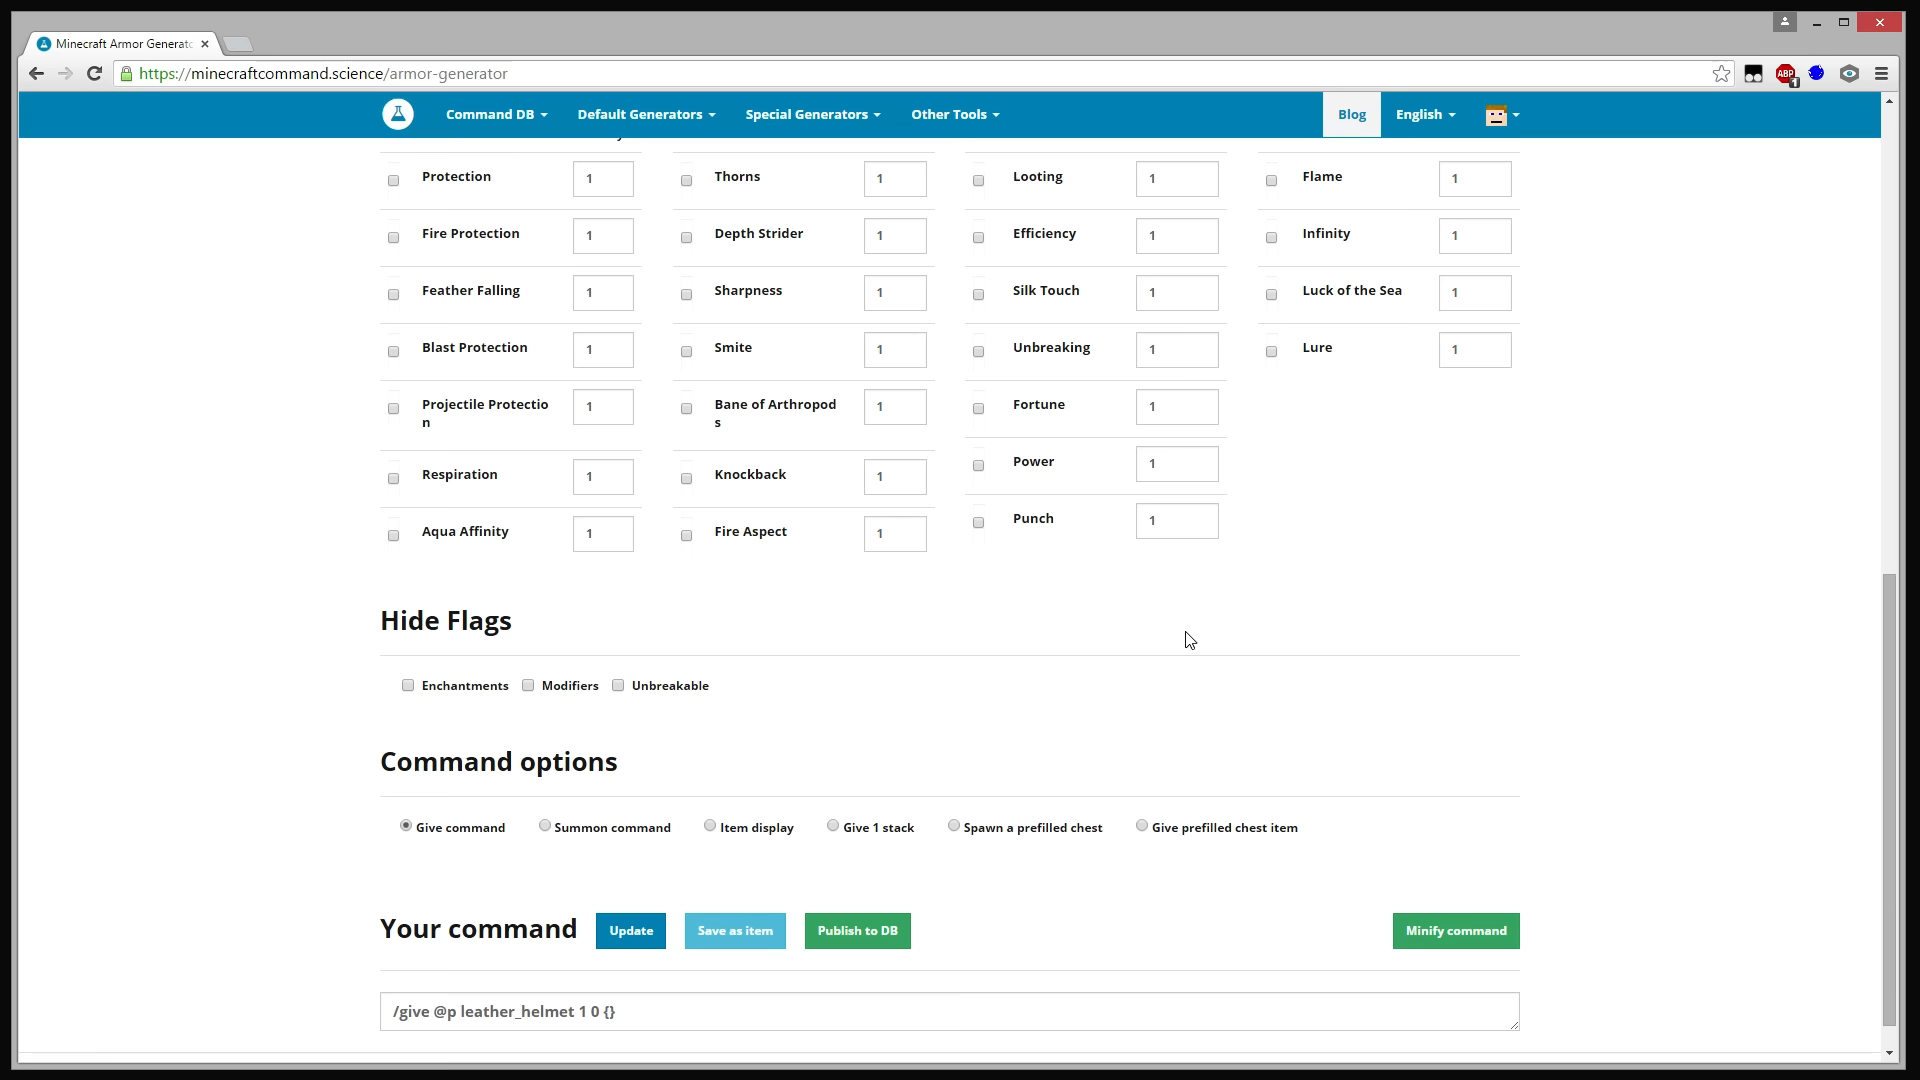 Minecraft Armor Generato
https://minecraftcommand.science/armor-generator
ABP
1
Command DB
Default Generators
Special Generators
Other Tools
Blog
English
Protection 1
Thorns 1
Looting 1
Flame 1
Fire Protection 1
Depth Strider 1
Efficiency 1
Infinity 1
Feather Falling 1
Sharpness 1
Silk Touch 1
Luck of the Sea 1
Blast Protection 1
Smite 1
Unbreaking 1
Lure 1
Projectile Protectio 1
n
Bane of Arthropod 1
s
Fortune 1
Power 1
Respiration 1
Knockback 1
Punch 1
Aqua Affinity 1
Fire Aspect 1
Hide Flags
Enchantments Modifiers Unbreakable
Command options
Give command Summon command Item display Give 1 stack Spawn a prefilled chest Give prefilled chest item
Your command Update Save as item Publish to DB Minify command
/give @p leather_helmet 1 0 {}